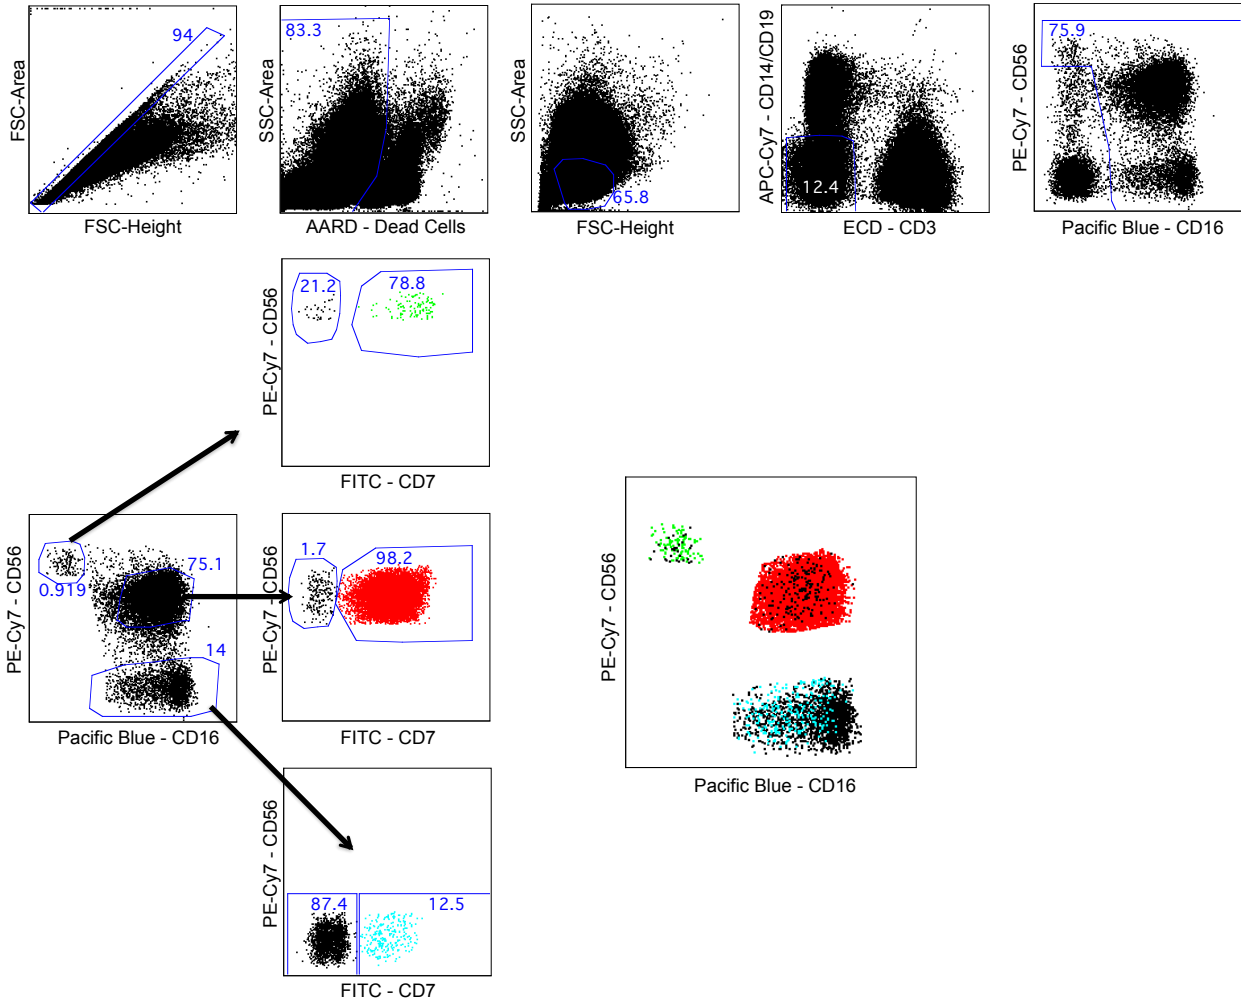 94
FSC-Area
FSC-Height
83.3
SSC-Area
AARD - Dead Cells
SSC-Area
65.8
FSC-Height
APC-Cy7 - CD14/CD19
12.4
ECD - CD3
75.9
PE-Cy7 - CD56
Pacific Blue - CD16
21.2
78.8
PE-Cy7 - CD56
FITC - CD7
PE-Cy7 - CD56
0.919
75.1
14
Pacific Blue - CD16
1.7
98.2
PE-Cy7 - CD56
FITC - CD7
PE-Cy7 - CD56
Pacific Blue - CD16
87.4
12.5
PE-Cy7 - CD56
FITC - CD7